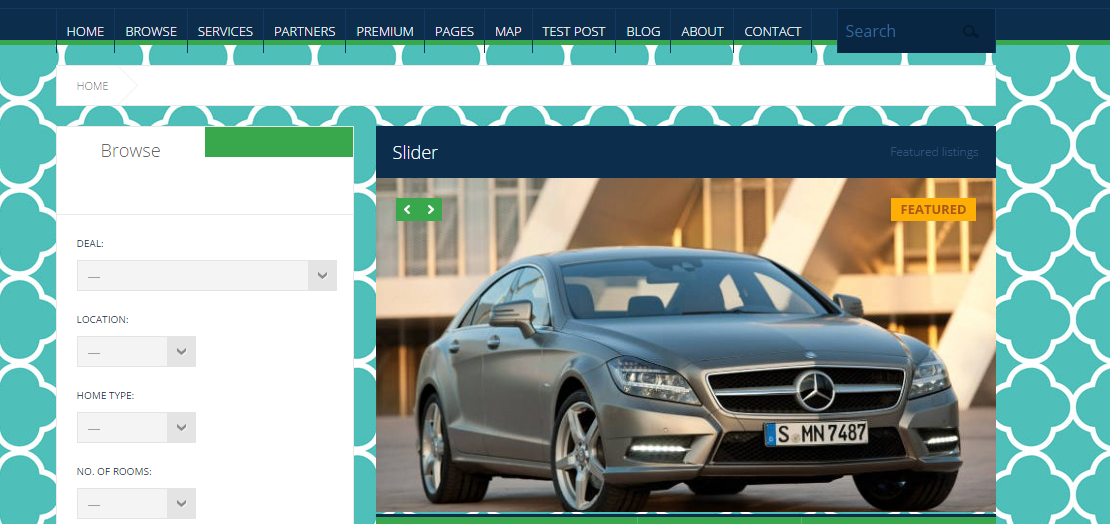 HOME BROWSE SERVICES PARTNERS PREMIUM PAGES MAP TEST POST BLOG ABOUT CONTACT Search
HOME
Browse
Slider Featured listings
FEATURED
DEAL:
—
LOCATION:
—
HOME TYPE:
—
NO. OF ROOMS:
—
S MN 7487